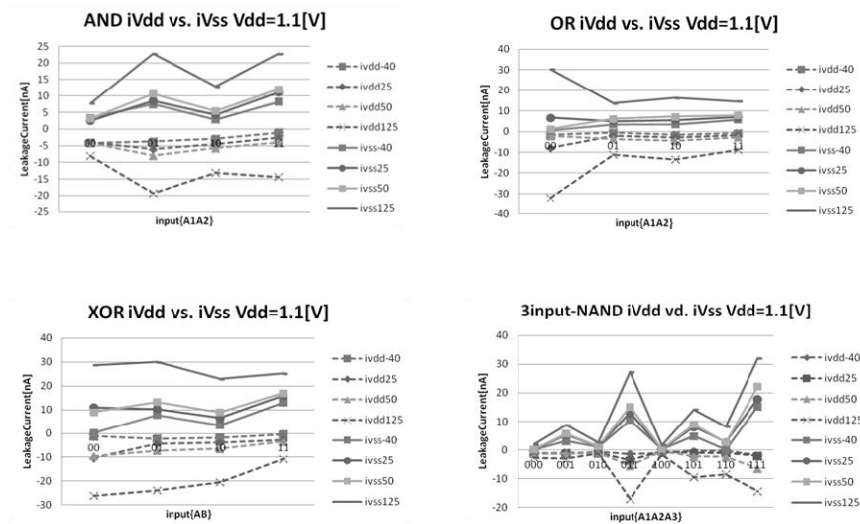 AND iVdd vs. iVss Vdd=1.1[V]
LeakageCurrent[nA]
25
20
15
10
5
0
-5
-10
-15
-20
-25
00
01
10
11
input{A1A2}
ivdd-40
ivdd25
ivdd50
ivdd125
ivss-40
ivss25
ivss50
ivss125
OR iVdd vs. iVss Vdd=1.1[V]
LeakageCurrent[nA]
40
30
20
10
0
-10
-20
-30
-40
00
01
10
11
input{A1A2}
ivdd-40
ivdd25
ivdd50
ivdd125
ivss-40
ivss25
ivss50
ivss125
XOR iVdd vs. iVss Vdd=1.1[V]
LeakageCurrent[nA]
40
30
20
10
0
-10
-20
-30
00
01
10
11
input{AB}
ivdd-40
ivdd25
ivdd50
ivdd125
ivss-40
ivss25
ivss50
ivss125
3input-NAND iVdd vd. iVss Vdd=1.1[V]
LeakageCurrent[nA]
40
30
20
10
0
-10
-20
000
001
010
011
100
101
110
111
input{A1A2A3}
ivdd-40
ivdd25
ivdd50
ivdd125
ivss-40
ivss25
ivss50
ivss125